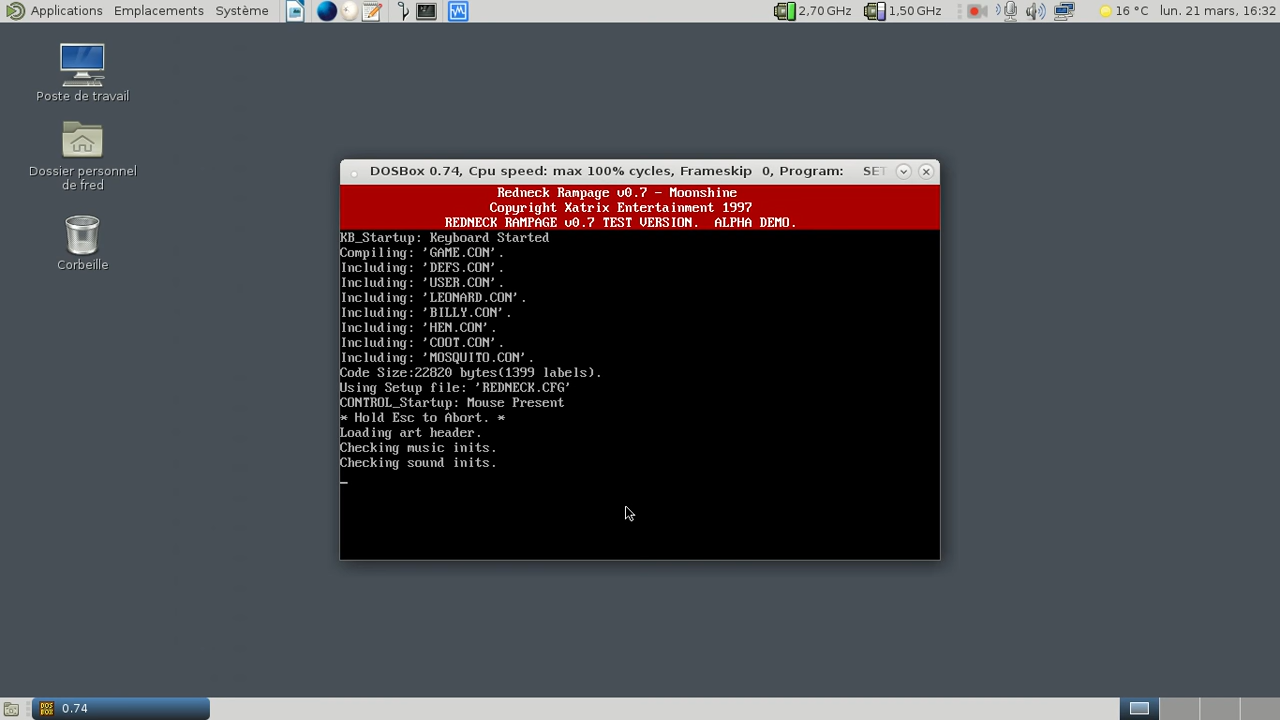 Applications Emplacements Système 2,70 GHz 1,50 GHz 16 °C lun. 21 mars, 16:32
Poste de travail
Dossier personnel
de fred
Corbeille
DOSBox 0.74, Cpu speed: max 100% cycles, Frameskip 0, Program: SET
Redneck Rampage v0.7 - Moonshine
Copyright Xatrix Entertainment 1997
REDNECK RAMPAGE v0.7 TEST VERSION. ALPHA DEMO.
KB_Startup: Keyboard Started
Compiling: 'GAME.CON'.
Including: 'DEFS.CON'.
Including: 'USER.CON'.
Including: 'LEONARD.CON'.
Including: 'BILLY.CON'.
Including: 'HEN.CON'.
Including: 'COOT.CON'.
Including: 'MOSQUITO.CON'.
Code Size:22820 bytes(1399 labels).
Using Setup file: 'REDNECK.CFG'
CONTROL_Startup: Mouse Present
* Hold Esc to Abort. *
Loading art header.
Checking music inits.
Checking sound inits.
DOS
BOX
0.74